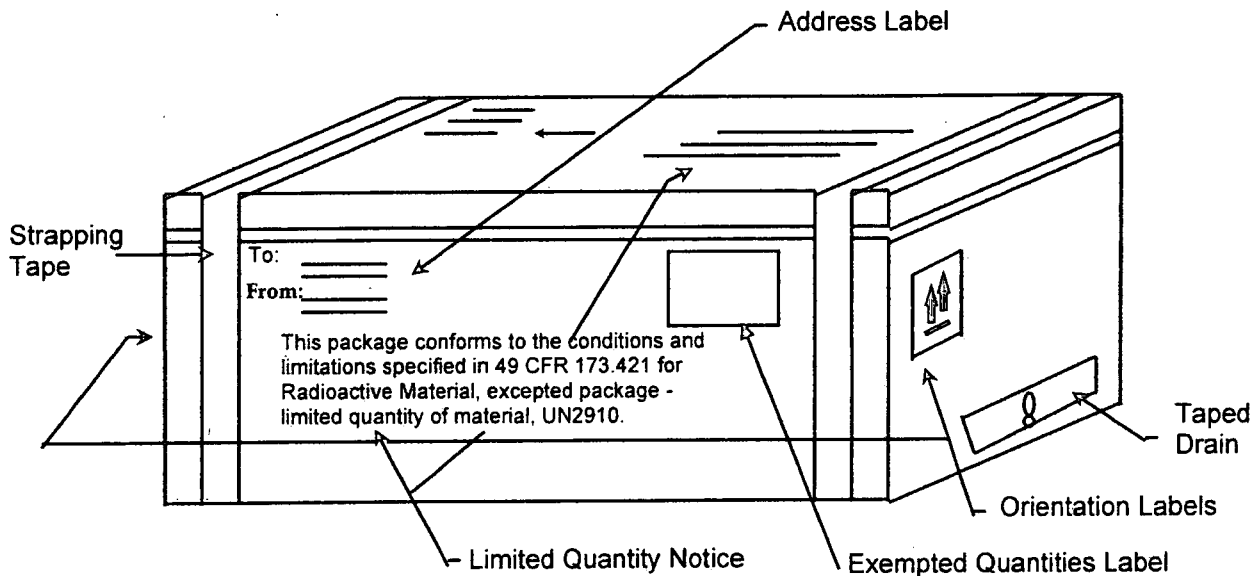 Address Label
Strapping
Tape
To:
From:
This package conforms to the conditions and
limitations specified in 49 CFR 173.421 for
Radioactive Material, excepted package -
limited quantity of material, UN2910.
Taped
Drain
Orientation Labels
Limited Quantity Notice
Exempted Quantities Label